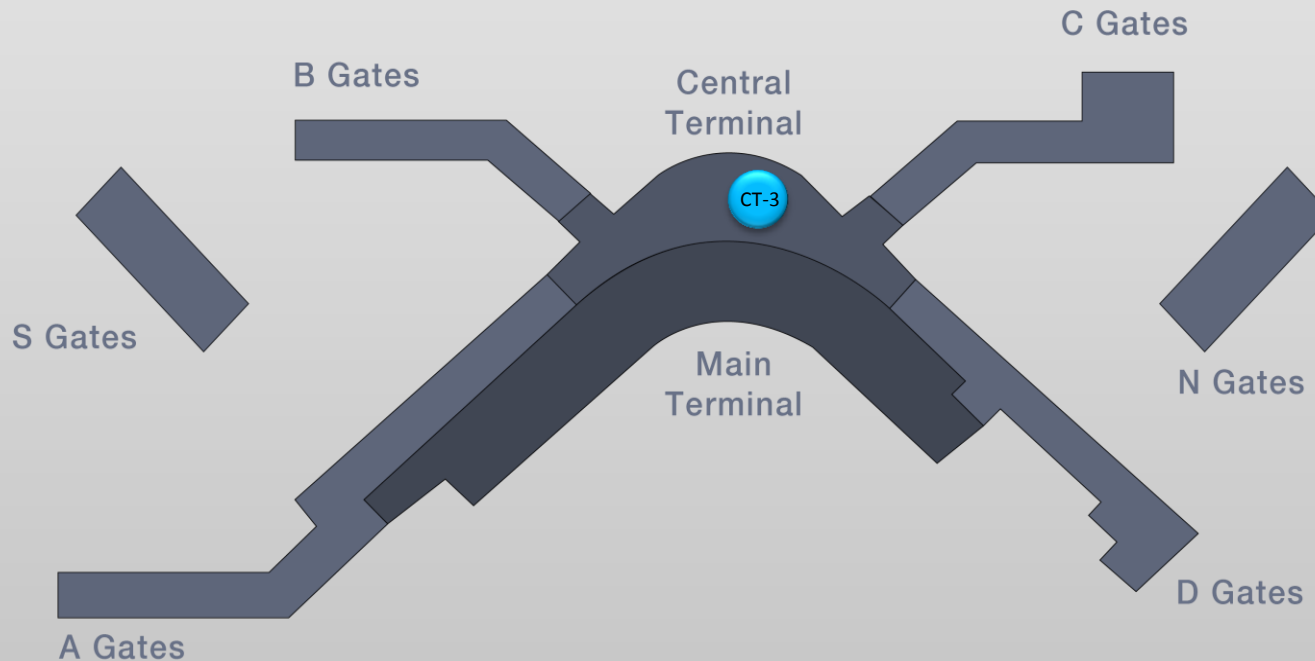 C Gates
B Gates
Central
Terminal
CT-3
S Gates
Main
Terminal
N Gates
D Gates
A Gates